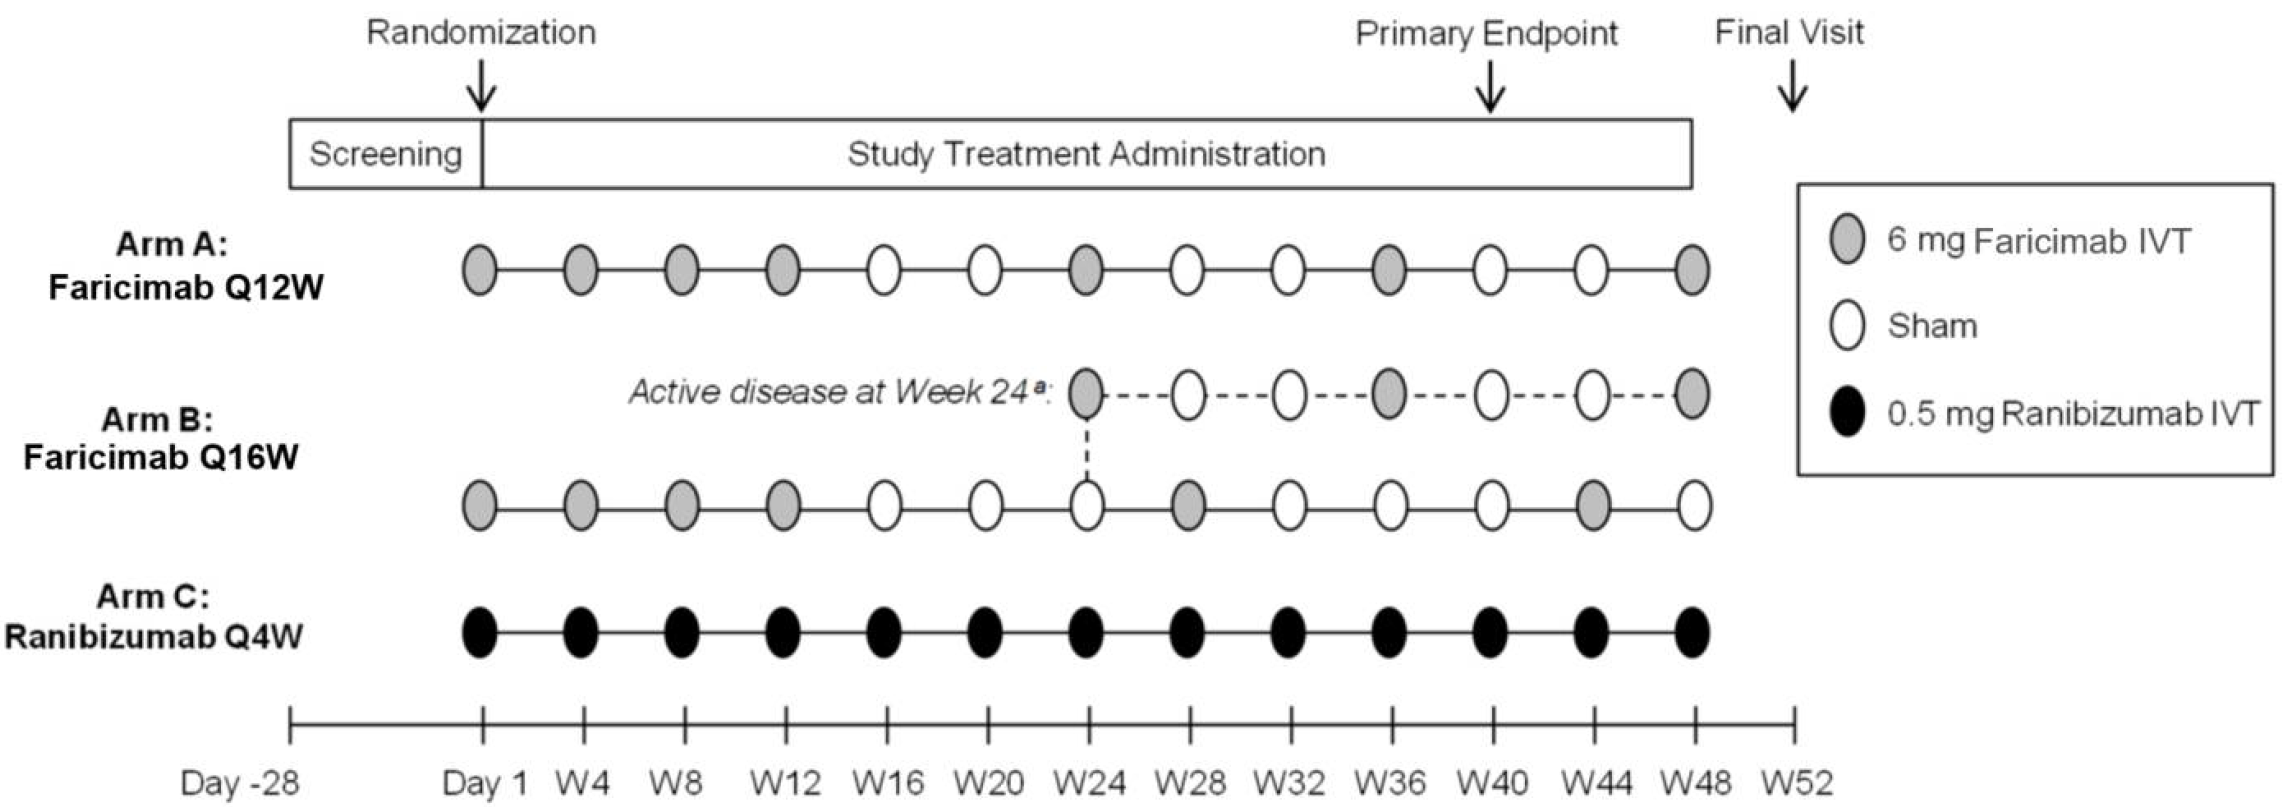 Randomization
Primary Endpoint
Final Visit
Screening
Study Treatment Administration
Arm A:
Faricimab Q12W
6 mg Faricimab IVT
Sham
0.5 mg Ranibizumab IVT
Active disease at Week 24 a:
Arm B:
Faricimab Q16W
Arm C:
Ranibizumab Q4W
Day -28 Day 1 W4 W8 W12 W16 W20 W24 W28 W32 W36 W40 W44 W48 W52